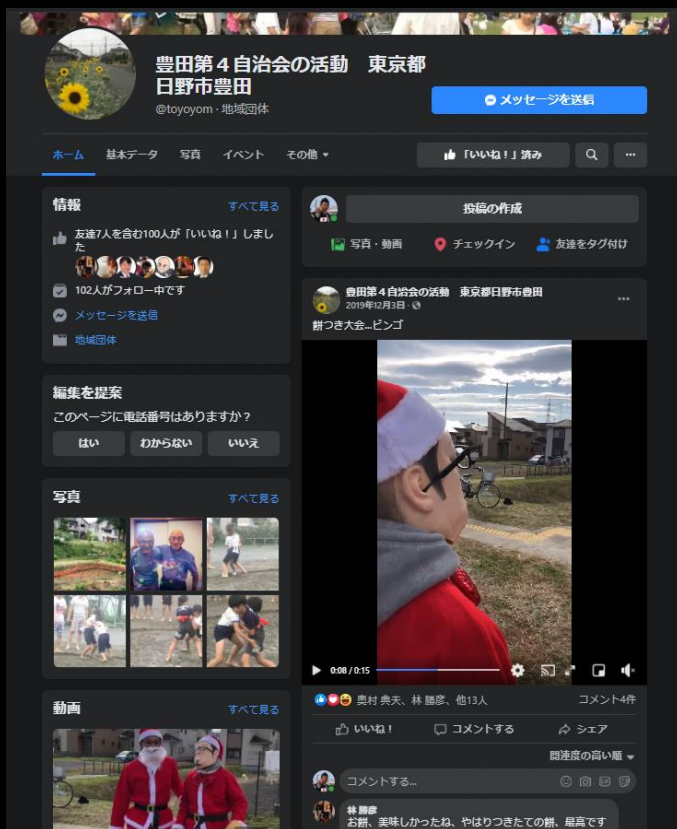 豊田第４自治会の活動　東京都
日野市豊田
@toyoyom · 地域団体
メッセージを送信
ホーム
基本データ
写真
イベント
その他
「いいね！」済み
情報
すべて見る
友達7人を含む100人が「いいね！」しまし
た
102人がフォロー中です
メッセージを送信
地域団体
編集を提案
このページに電話番号はありますか？
はい
わからない
いいえ
写真
すべて見る
動画
すべて見る
投稿の作成
写真・動画
チェックイン
友達をタグ付け
豊田第４自治会の活動　東京都日野市豊田
2019年12月3日
餅つき大会...ビンゴ
0:08 / 0:15
奥村 典夫、林 勝彦、他13人
コメント4件
いいね！
コメントする
シェア
関連度の高い順
コメントする...
林 勝彦
お餅、美味しかったね、やはりつきたての餅、最高です